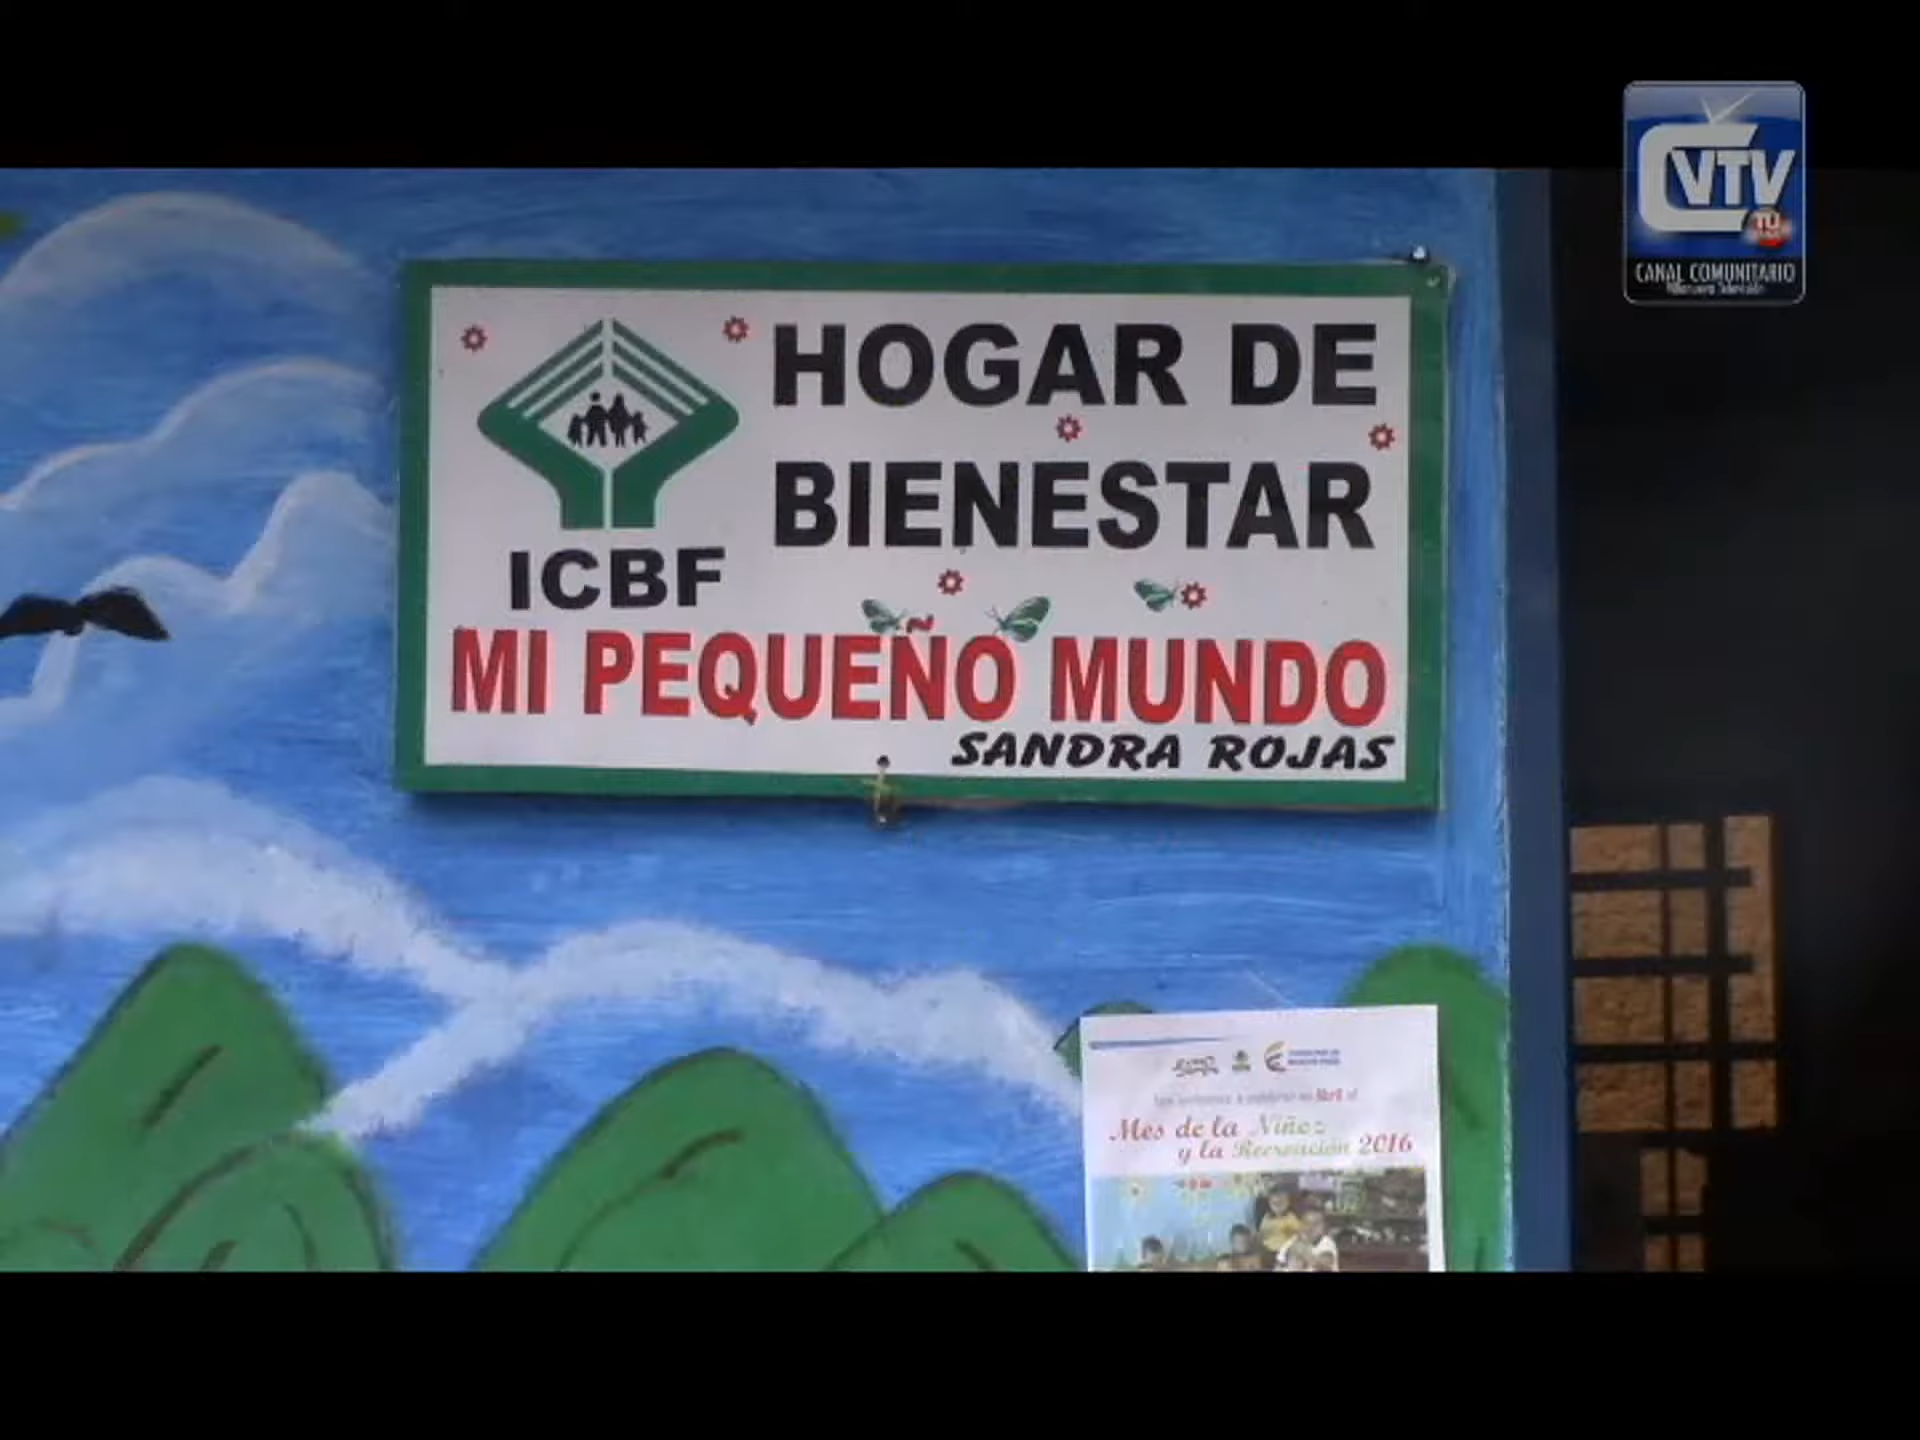 CVTV
TU
CANAL COMUNITARIO
HOGAR DE
BIENESTAR
ICBF
MI PEQUEÑO MUNDO
SANDRA ROJAS
Mes de la Niñez
y la Recreación 2016